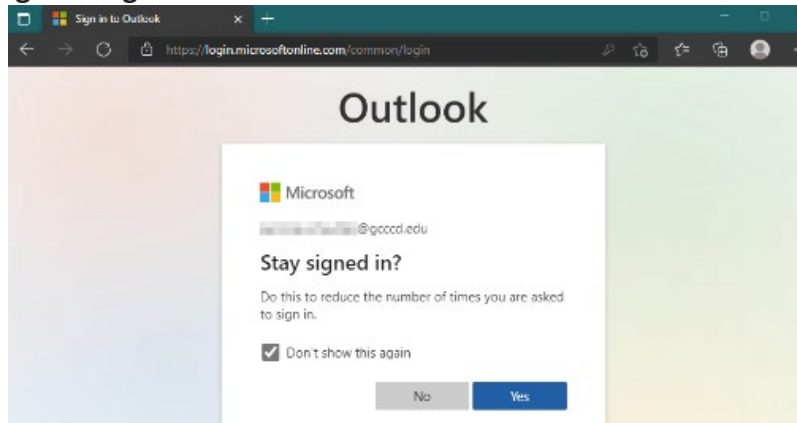 Sign in to Outlook
https://login.microsoftonline.com/common/login
Outlook
Microsoft
@gcccd.edu
Stay signed in?
Do this to reduce the number of times you are asked
to sign in.
Don't show this again
No Yes